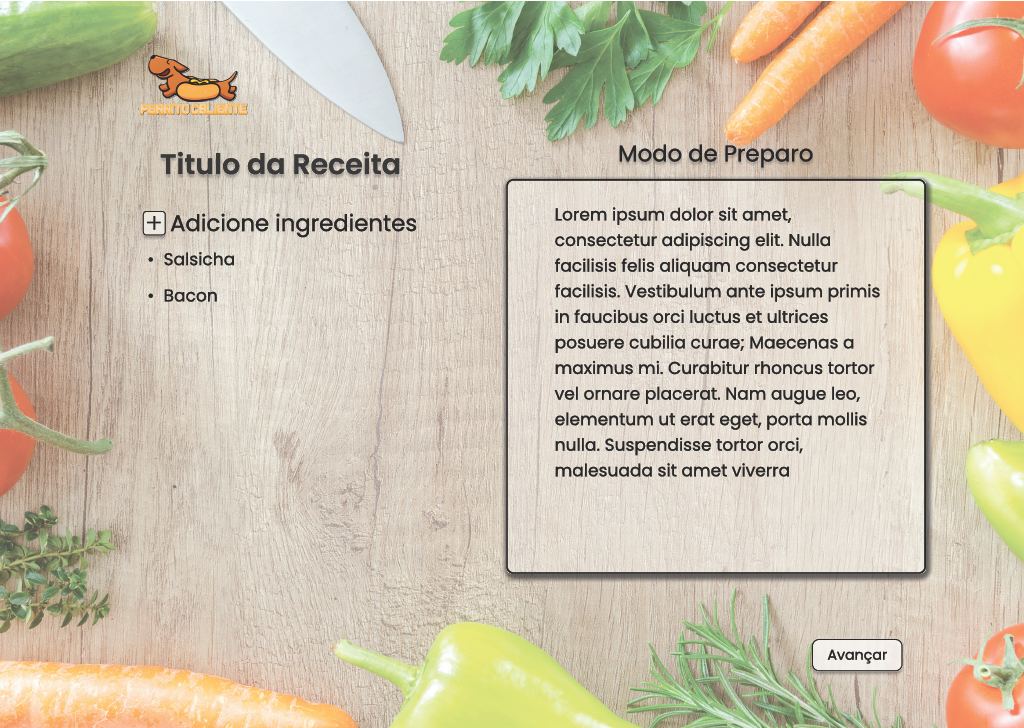 PERRITO CALIENTE
Titulo da Receita
+ Adicione ingredientes
• Salsicha
• Bacon
Modo de Preparo
Lorem ipsum dolor sit amet,
consectetur adipiscing elit. Nulla
facilisis felis aliquam consectetur
facilisis. Vestibulum ante ipsum primis
in faucibus orci luctus et ultrices
posuere cubilia curae; Maecenas a
maximus mi. Curabitur rhoncus tortor
vel ornare placerat. Nam augue leo,
elementum ut erat eget, porta mollis
nulla. Suspendisse tortor orci,
malesuada sit amet viverra
Avançar